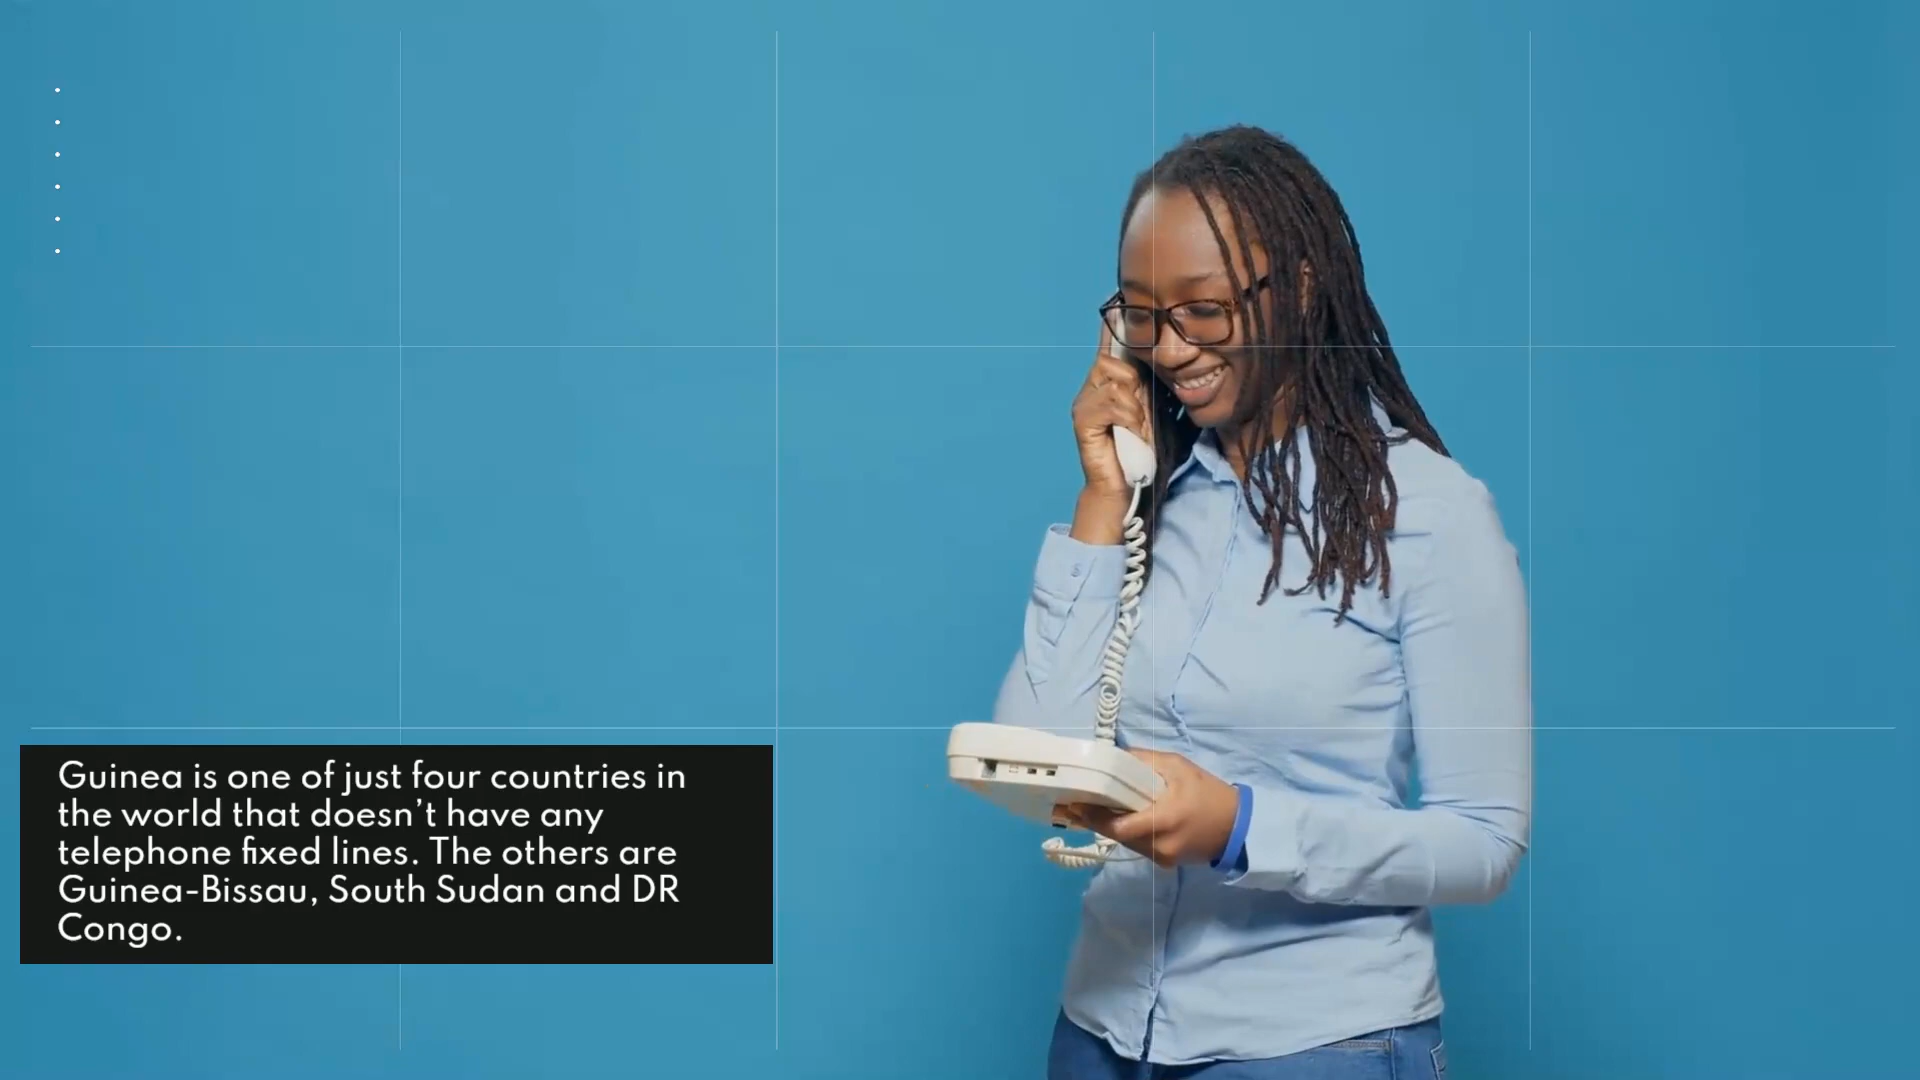 Guinea is one of just four countries in
the world that doesn't have any
telephone fixed lines. The others are
Guinea-Bissau, South Sudan and DR
Congo.